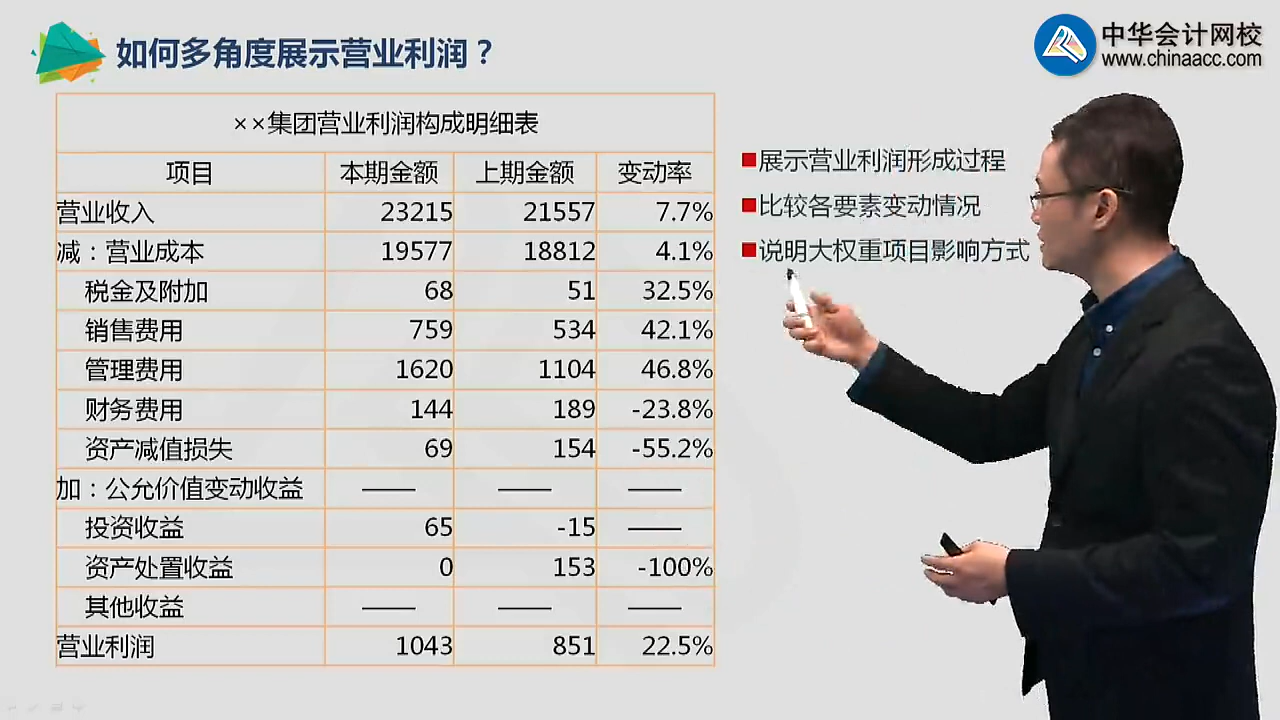 如何多角度展示营业利润？
中华会计网校
www.chinaacc.com
××集团营业利润构成明细表
项目 本期金额 上期金额 变动率
营业收入 23215 21557 7.7%
减：营业成本 19577 18812 4.1%
税金及附加 68 51 32.5%
销售费用 759 534 42.1%
管理费用 1620 1104 46.8%
财务费用 144 189 -23.8%
资产减值损失 69 154 -55.2%
加：公允价值变动收益 —— —— ——
投资收益 65 -15 ——
资产处置收益 0 153 -100%
其他收益 —— —— ——
营业利润 1043 851 22.5%
■展示营业利润形成过程
■比较各要素变动情况
■说明大权重项目影响方式